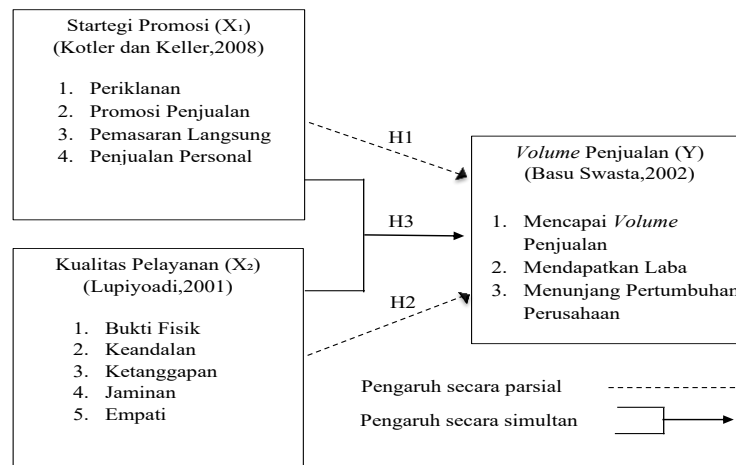 Startegi Promosi (X₁)
(Kotler dan Keller,2008)
1. Periklanan
2. Promosi Penjualan
3. Pemasaran Langsung
4. Penjualan Personal
H1
Volume Penjualan (Y)
(Basu Swasta,2002)
1. Mencapai Volume
Penjualan
2. Mendapatkan Laba
3. Menunjang Pertumbuhan
Perusahaan
H3
Kualitas Pelayanan (X₂)
(Lupiyoadi,2001)
1. Bukti Fisik
2. Keandalan
3. Ketanggapan
4. Jaminan
5. Empati
H2
Pengaruh secara parsial
Pengaruh secara simultan